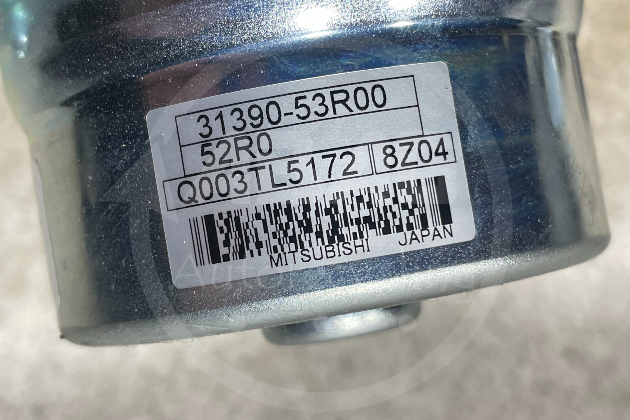 31390-53R00
52R0
Q003TL5172 8Z04
MITSUBISHI JAPAN